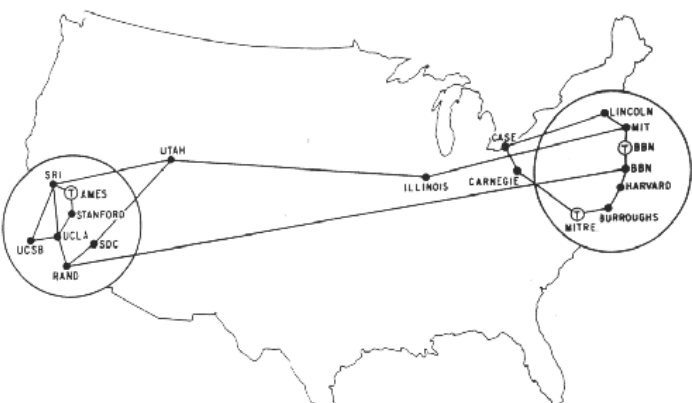 LINCOLN
MIT
CASE
T BBN
UTAH
BBN
SRI
ILLINOIS
CARNEGIE
HARVARD
T AMES
STANFORD
BURROUGHS
T
MITRE
UCLA
SDC
UCSB
RAND